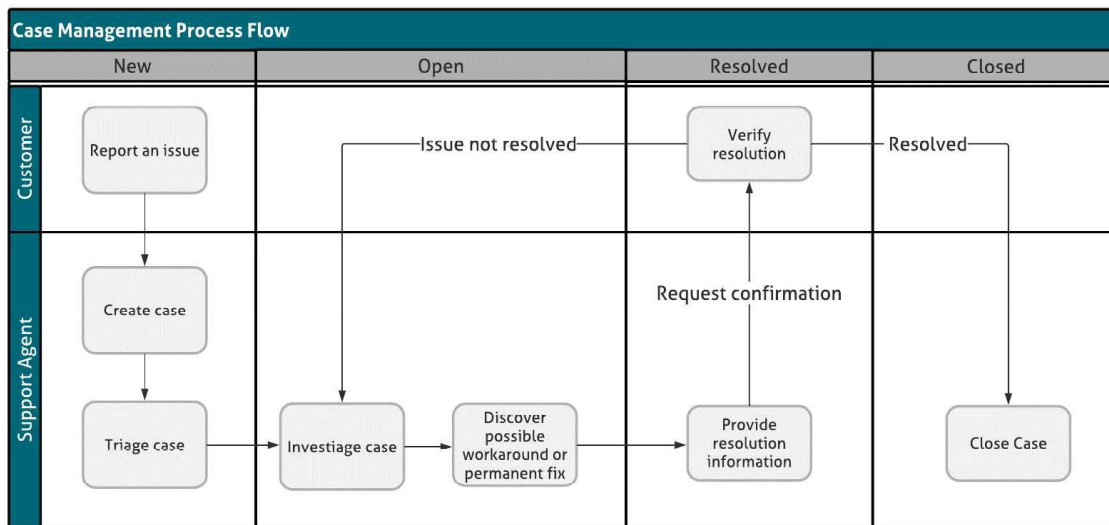 Case Management Process Flow
New
Open
Resolved
Closed
Customer
Report an issue
Issue not resolved
Verify
resolution
Resolved
Support Agent
Create case
Request confirmation
Triage case
Investiage case
Discover
possible
workaround or
permanent fix
Provide
resolution
information
Close Case